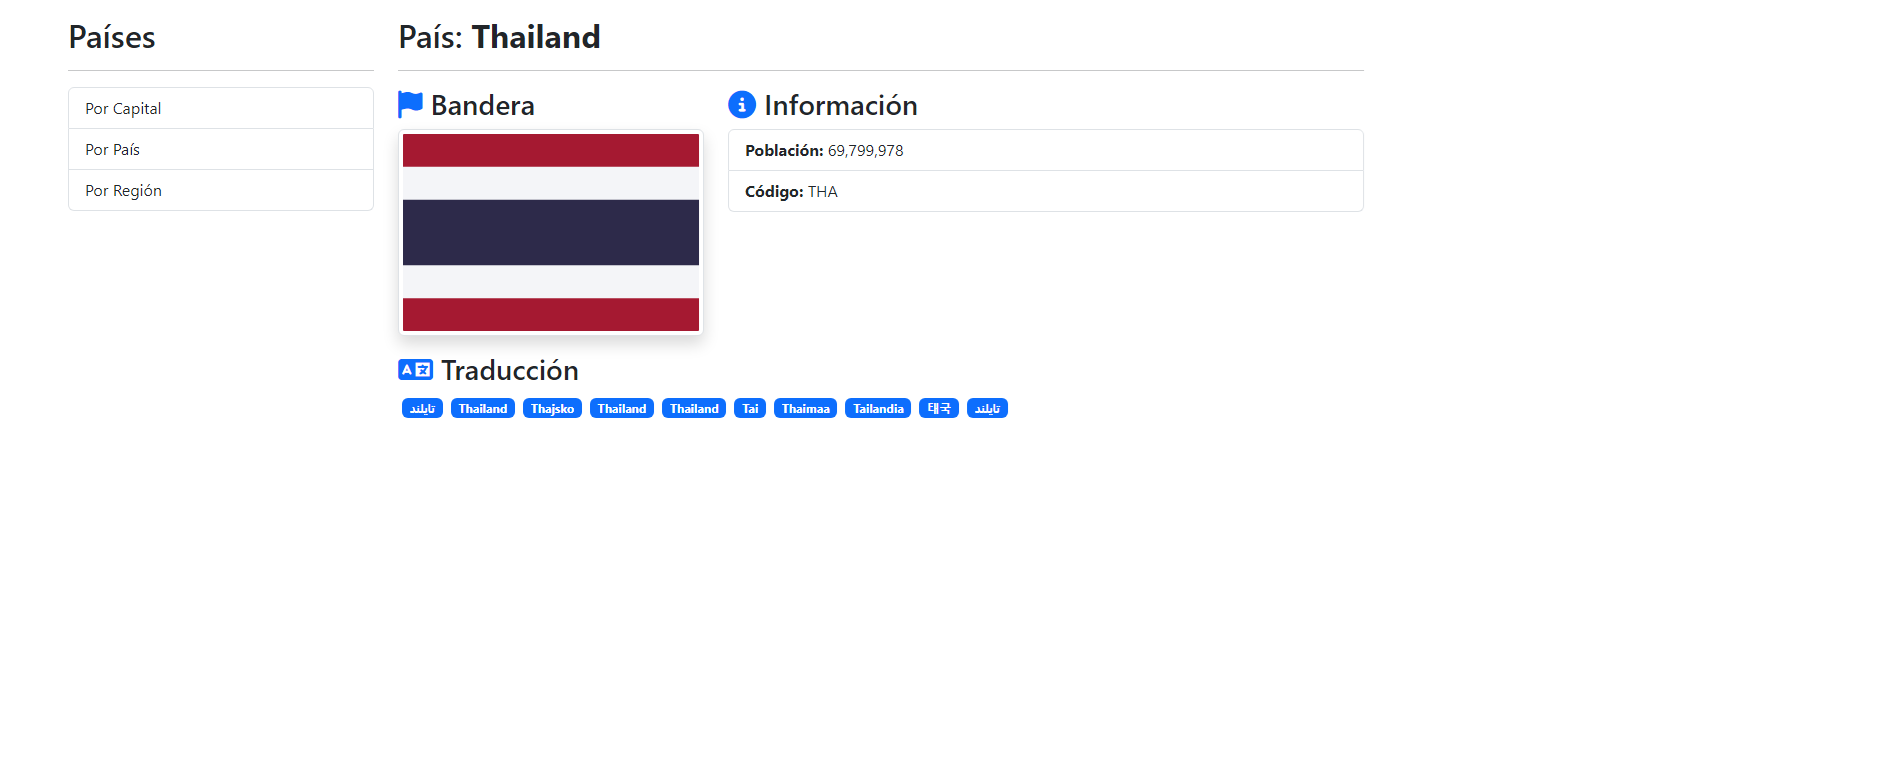 Países
Por Capital
Por País
Por Región
País: Thailand
Bandera
Información
Población: 69,799,978
Código: THA
Traducción
تايلند Thailand Thajsko Thailand Thailand Tai Thaimaa Tailandia 태국 تایلند